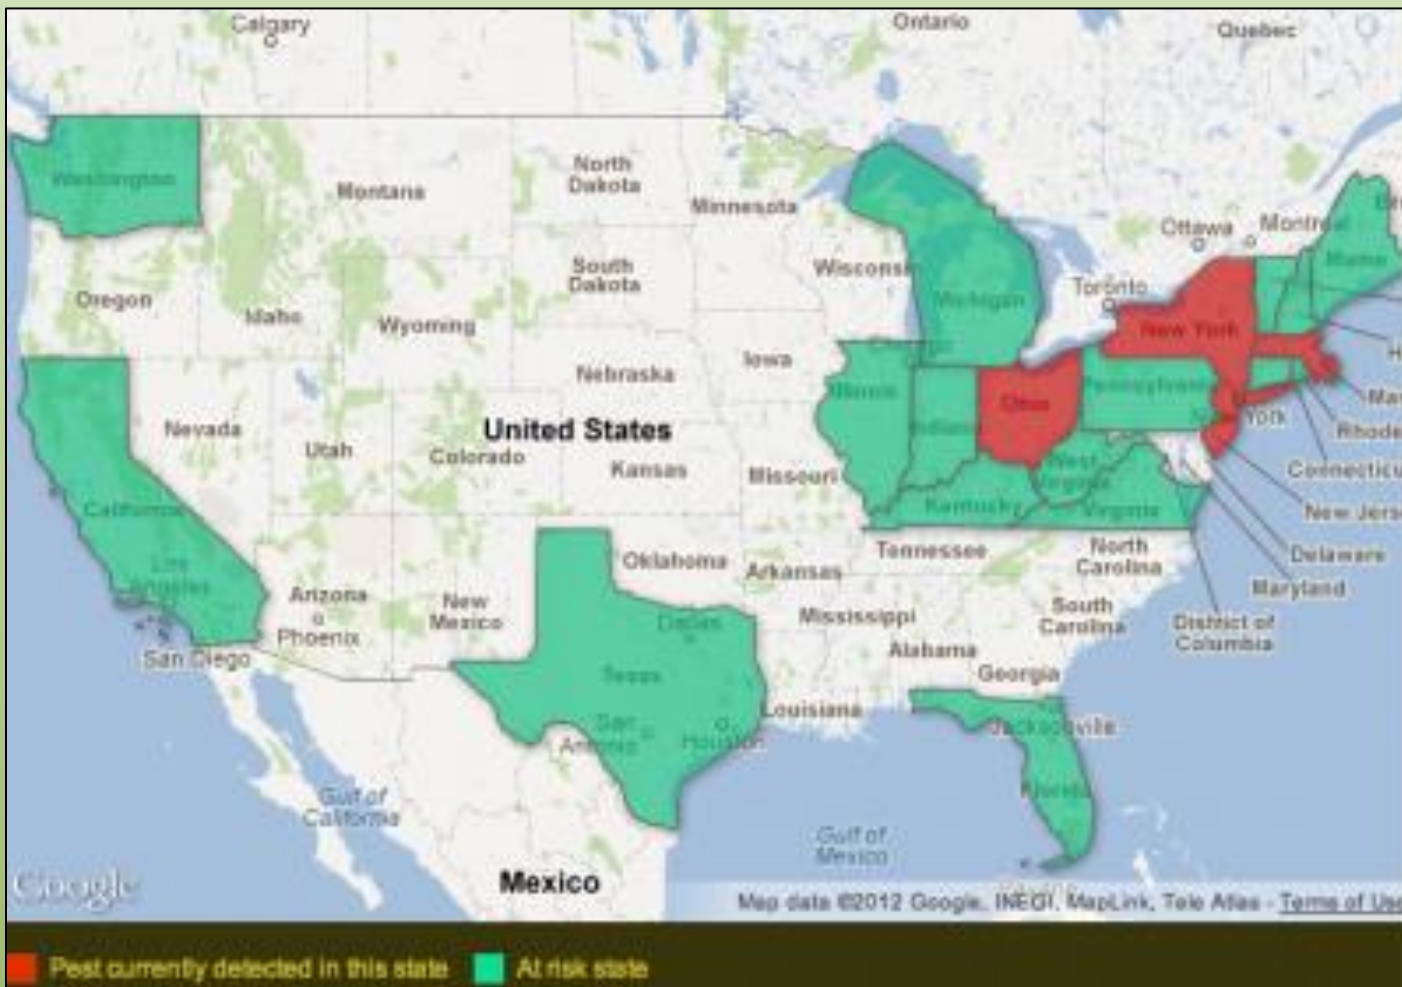 Calgary
Ontario
Quebec
Washington
Montana
North
Dakota
Minnesota
Ottawa
Montreal
Maine
Oregon
Idaho
Wyoming
South
Dakota
Wisconsin
Michigan
Toronto
New York
Nevada
Utah
Colorado
Nebraska
Iowa
United States
Kansas
Missouri
Illinois
Indiana
Ohio
Pennsylvania
York
Mas
Rhode
Connecticu
New Jers
Delaware
Maryland
District of
Columbia
West
Virginia
Virginia
Kentucky
California
Los
Angeles
San Diego
Arizona
Phoenix
New
Mexico
Oklahoma
Arkansas
Tennessee
North
Carolina
South
Carolina
Mississippi
Alabama
Georgia
Louisiana
Dallas
Texas
San
Antonio
Houston
Jacksonville
Florida
Gulf of
California
Gulf of
Mexico
Mexico
Google
Map data ©2012 Google, INEGI, MapLink, Tele Atlas - Terms of Use
Pest currently detected in this state
At risk state